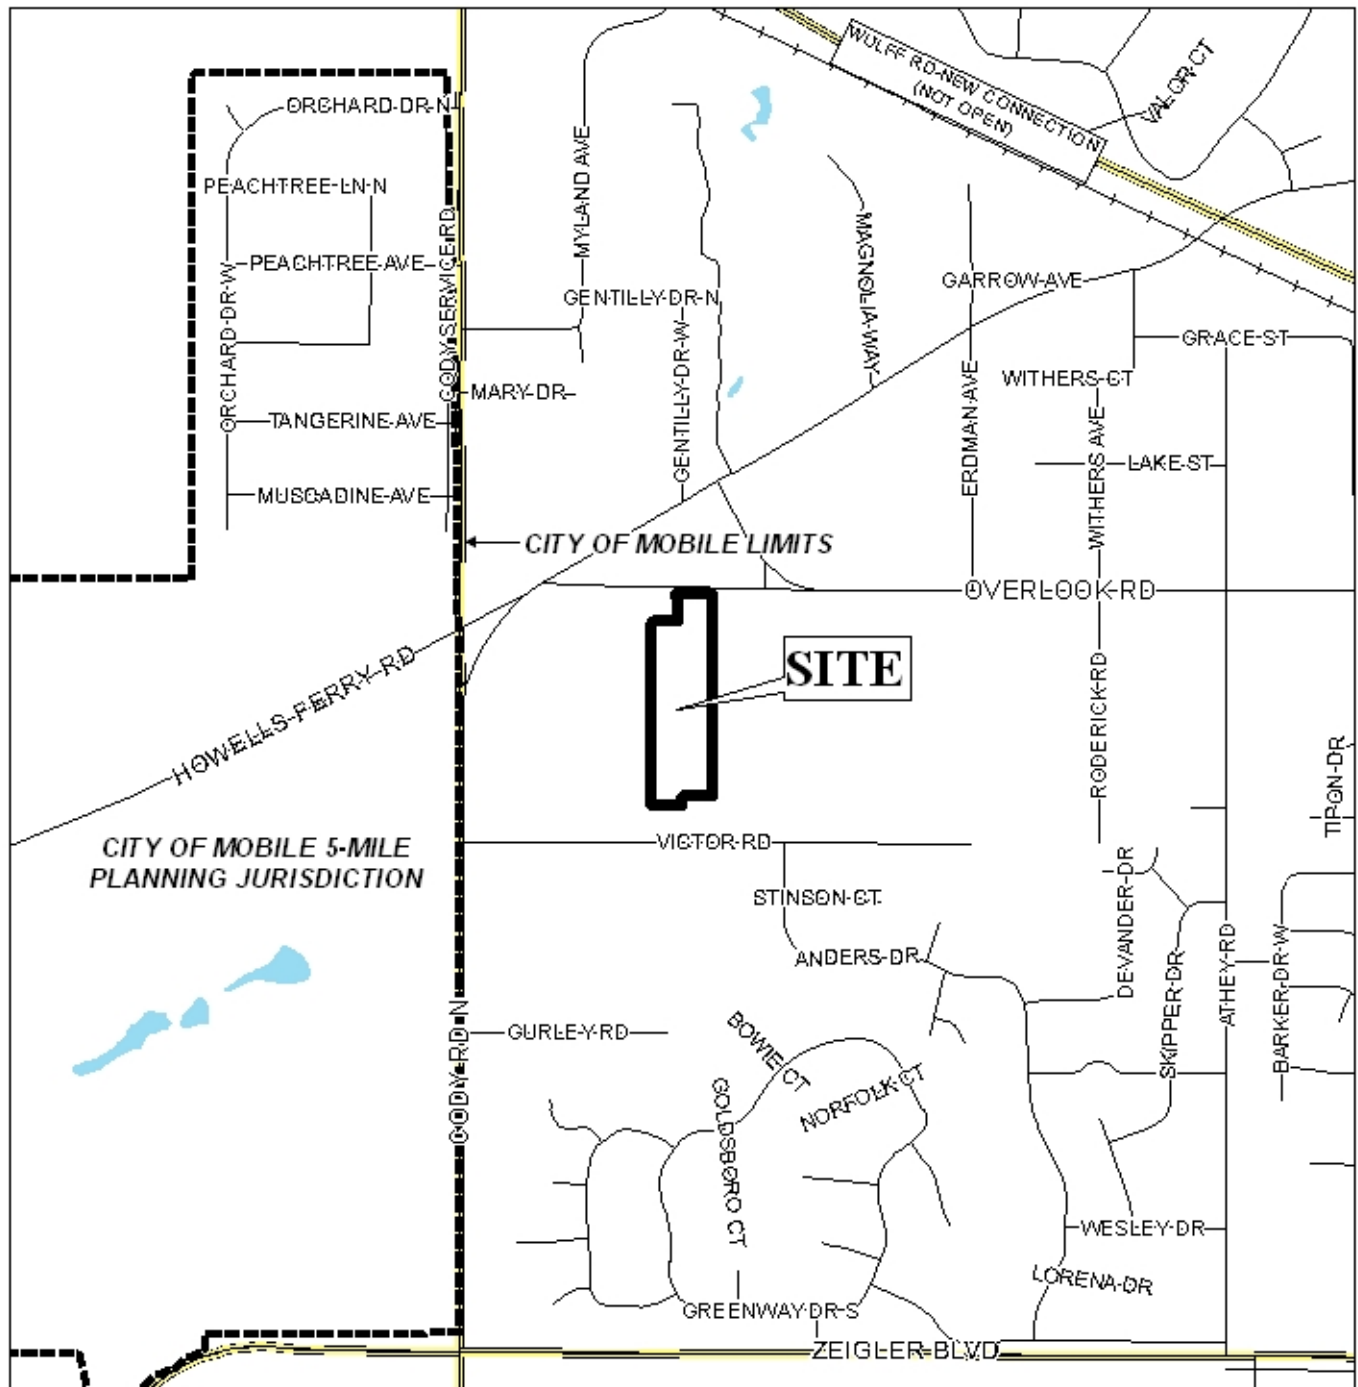 WULFF RD-NEW CONNECTION
(NOT OPEN)
VALOR CT
ORCHARD DR N
PEACHTREE LN N
MYLAND AVE
CODY SERVICE RD
MAGNOLIA WAY
PEACHTREE AVE
ORCHARD DR W
GENTILLY DR N
GARROW AVE
GRACE ST
GENTILLY DR W
MARY DR
WITHERS CT
ERDMAN AVE
WITHERS AVE
TANGERINE AVE
LAKE ST
MUSCADINE AVE
CITY OF MOBILE LIMITS
OVERLOOK RD
SITE
HOWELLS FERRY RD
RODERICK RD
TIPON DR
CITY OF MOBILE 5-MILE
PLANNING JURISDICTION
VICTOR RD
STINSON CT
DEVANDER DR
ANDERS DR
SKIPPER DR
ATHEY RD
BARKER DR W
CODY RD N
GURLEY RD
BOWIE CT
NORFOLK CT
GOLDSBORO CT
WESLEY DR
LORENA DR
GREENWAY DR S
ZEIGLER BLVD